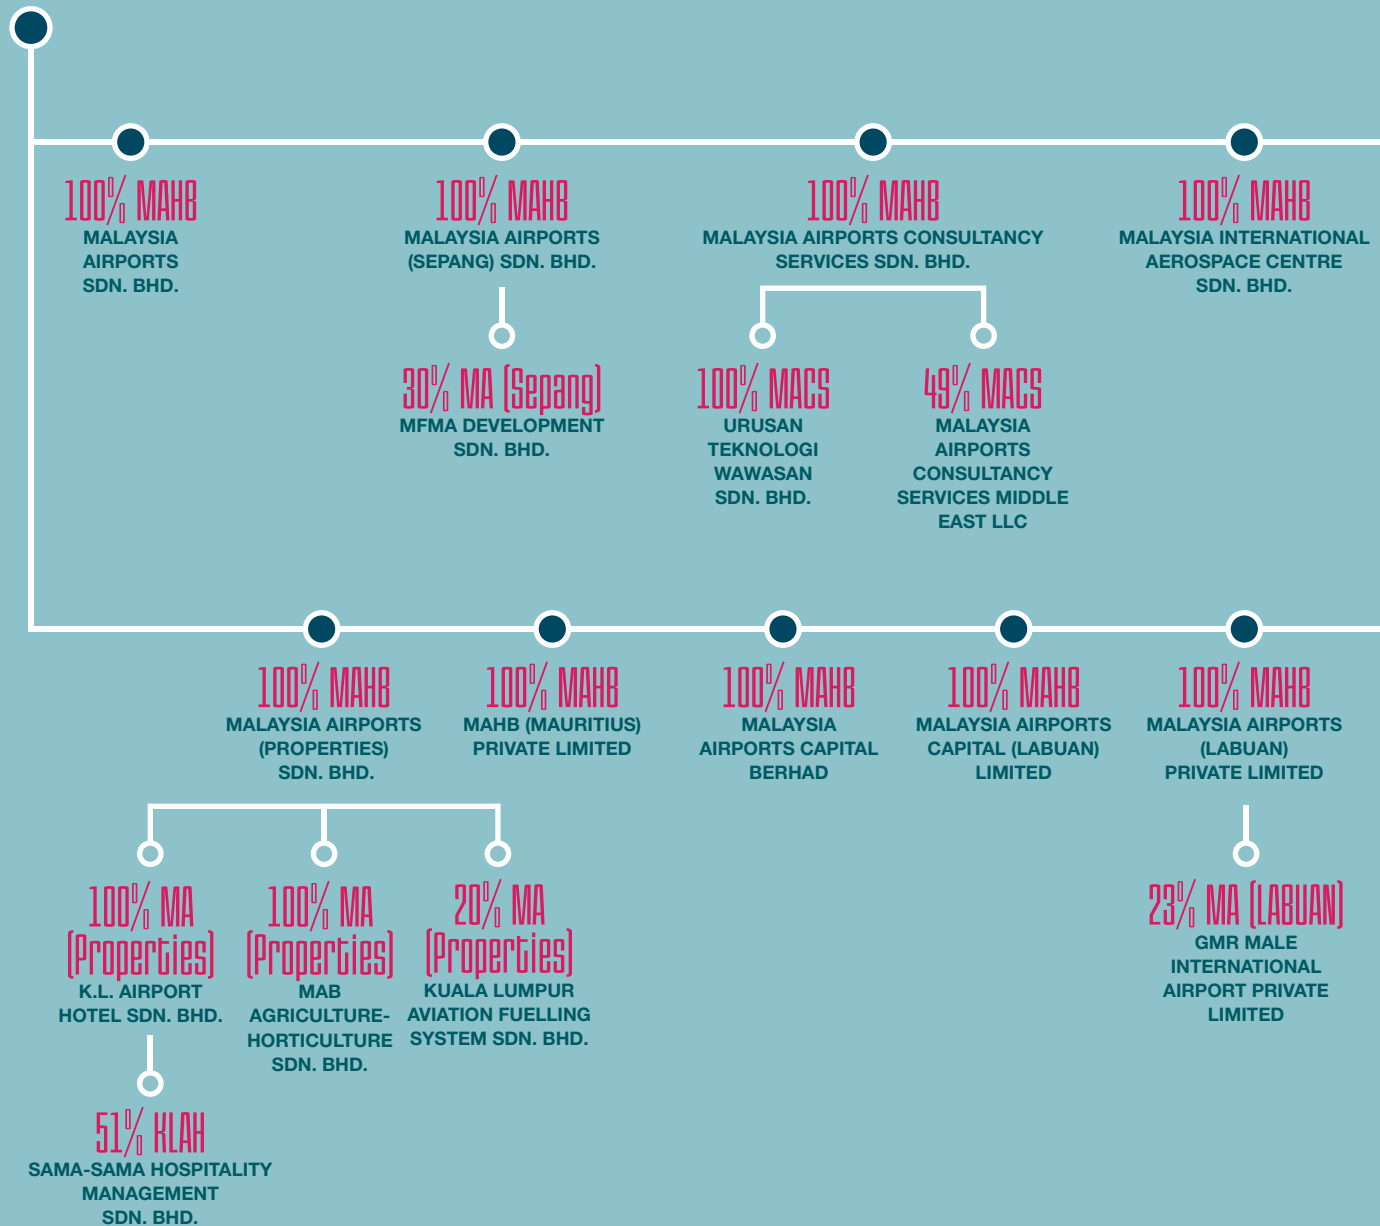 100% MAHB
MALAYSIA
AIRPORTS
SDN. BHD.
100% MAHB
MALAYSIA AIRPORTS
(SEPANG) SDN. BHD.
30% MA (Sepang)
MFMA DEVELOPMENT
SDN. BHD.
100% MAHB
MALAYSIA AIRPORTS CONSULTANCY
SERVICES SDN. BHD.
100% MACS
URUSAN
TEKNOLOGI
WAWASAN
SDN. BHD.
49% MACS
MALAYSIA
AIRPORTS
CONSULTANCY
SERVICES MIDDLE
EAST LLC
100% MAHB
MALAYSIA INTERNATIONAL
AEROSPACE CENTRE
SDN. BHD.
100% MAHB
MALAYSIA AIRPORTS
(PROPERTIES)
SDN. BHD.
100% MA
(Properties)
K.L. AIRPORT
HOTEL SDN. BHD.
51% KLAH
SAMA-SAMA HOSPITALITY
MANAGEMENT
SDN. BHD.
100% MA
(Properties)
MAB
AGRICULTURE-
HORTICULTURE
SDN. BHD.
20% MA
(Properties)
KUALA LUMPUR
AVIATION FUELLING
SYSTEM SDN. BHD.
100% MAHB
MAHB (MAURITIUS)
PRIVATE LIMITED
100% MAHB
MALAYSIA
AIRPORTS CAPITAL
BERHAD
100% MAHB
MALAYSIA AIRPORTS
CAPITAL (LABUAN)
LIMITED
100% MAHB
MALAYSIA AIRPORTS
(LABUAN)
PRIVATE LIMITED
23% MA (LABUAN)
GMR MALE
INTERNATIONAL
AIRPORT PRIVATE
LIMITED